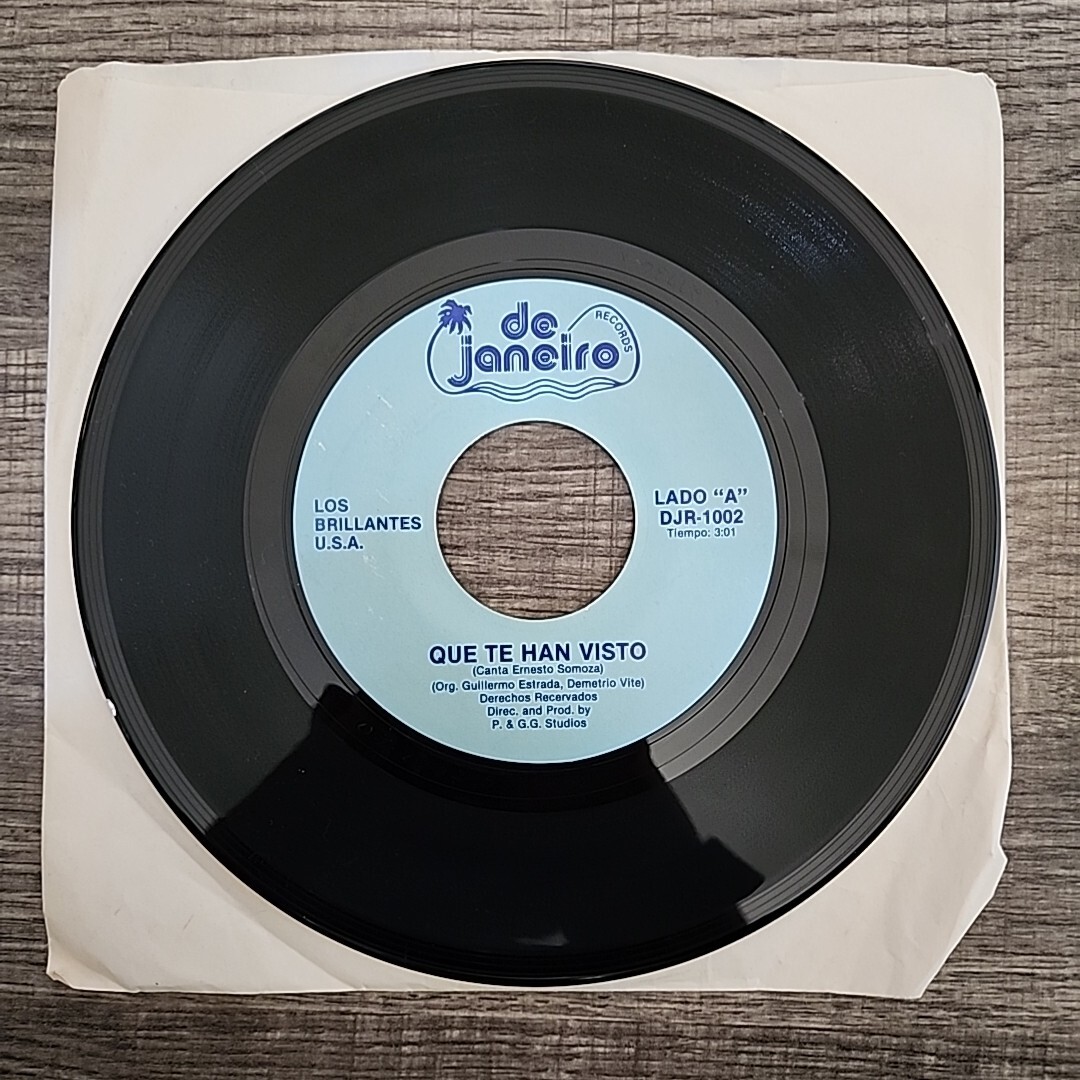 de
janeiro
RECORDS
LOS
BRILLANTES
U.S.A.
LADO "A"
DJR-1002
Tiempo: 3:01
QUE TE HAN VISTO
(Canta Ernesto Somoza)
(Org. Guillermo Estrada, Demetrio Vite)
Derechos Recervados
Direc. and Prod. by
P. & G.G. Studios